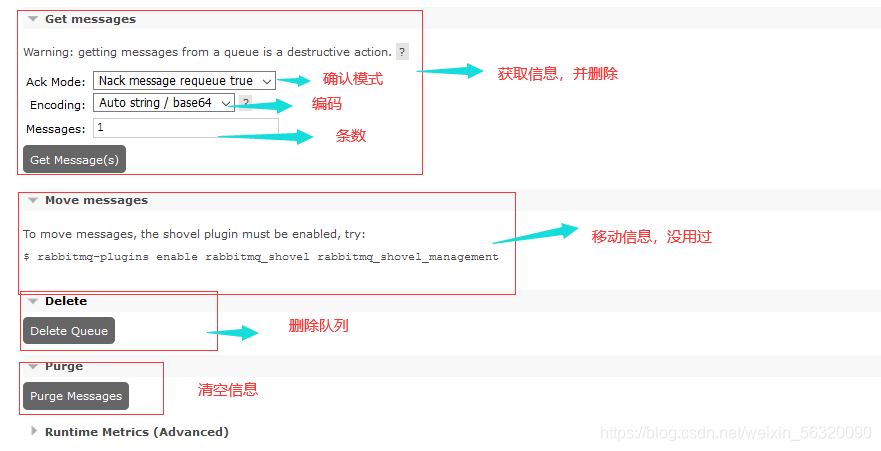 Get messages
Warning: getting messages from a queue is a destructive action. ?
获取信息，并删除
Ack Mode: Nack message requeue true
确认模式
Encoding: Auto string / base64 ?
编码
Messages: 1
条数
Get Message(s)
Move messages
To move messages, the shovel plugin must be enabled, try:
移动信息，没用过
$ rabbitmq-plugins enable rabbitmq_shovel rabbitmq_shovel_management
Delete
Delete Queue
删除队列
Purge
Purge Messages
清空信息
Runtime Metrics (Advanced)
https://blog.csdn.net/weixin_56320090